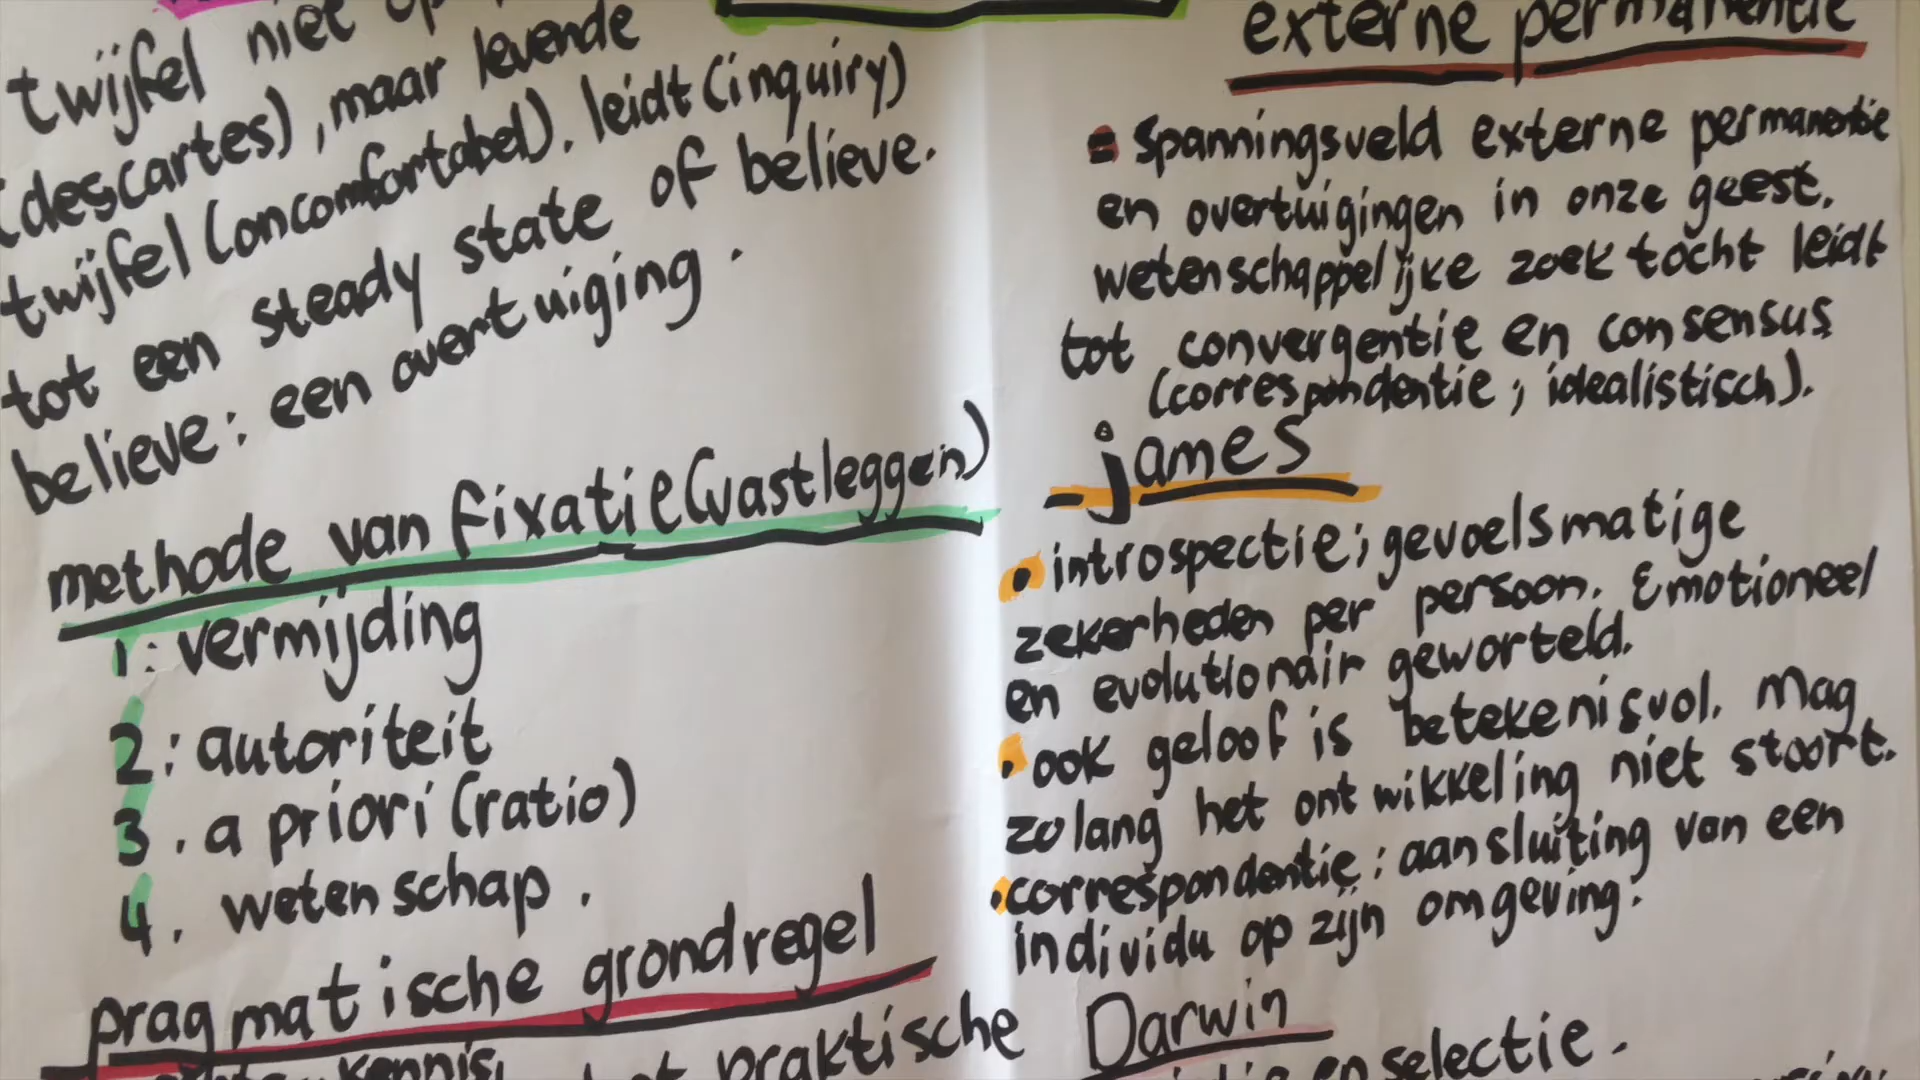 twijfel niet op
(descartes), maar levende
twijfel (oncomfortabel). leidt (inquiry)
tot een steady state of believe.
believe: een overtuiging.
methode van fixatie (vastleggen)
1: vermijding
2: autoriteit
3. a priori (ratio)
4. wetenschap.
pragmatische grondregel
kennis;
praktische
externe permanentie
= spanningsveld externe permanentie
en overtuigingen in onze geest.
wetenschappelijke zoektocht leidt
tot convergentie en consensus
(correspondentie; idealistisch).
- james
• introspectie; gevoelsmatige
zekerheden per persoon. Emotioneel
en evolutionair geworteld.
• ook geloof is betekenisvol. Mag
zolang het ontwikkeling niet stoort.
• correspondentie: aansluiting van een
individu op zijn omgeving.
Darwin
en selectie.